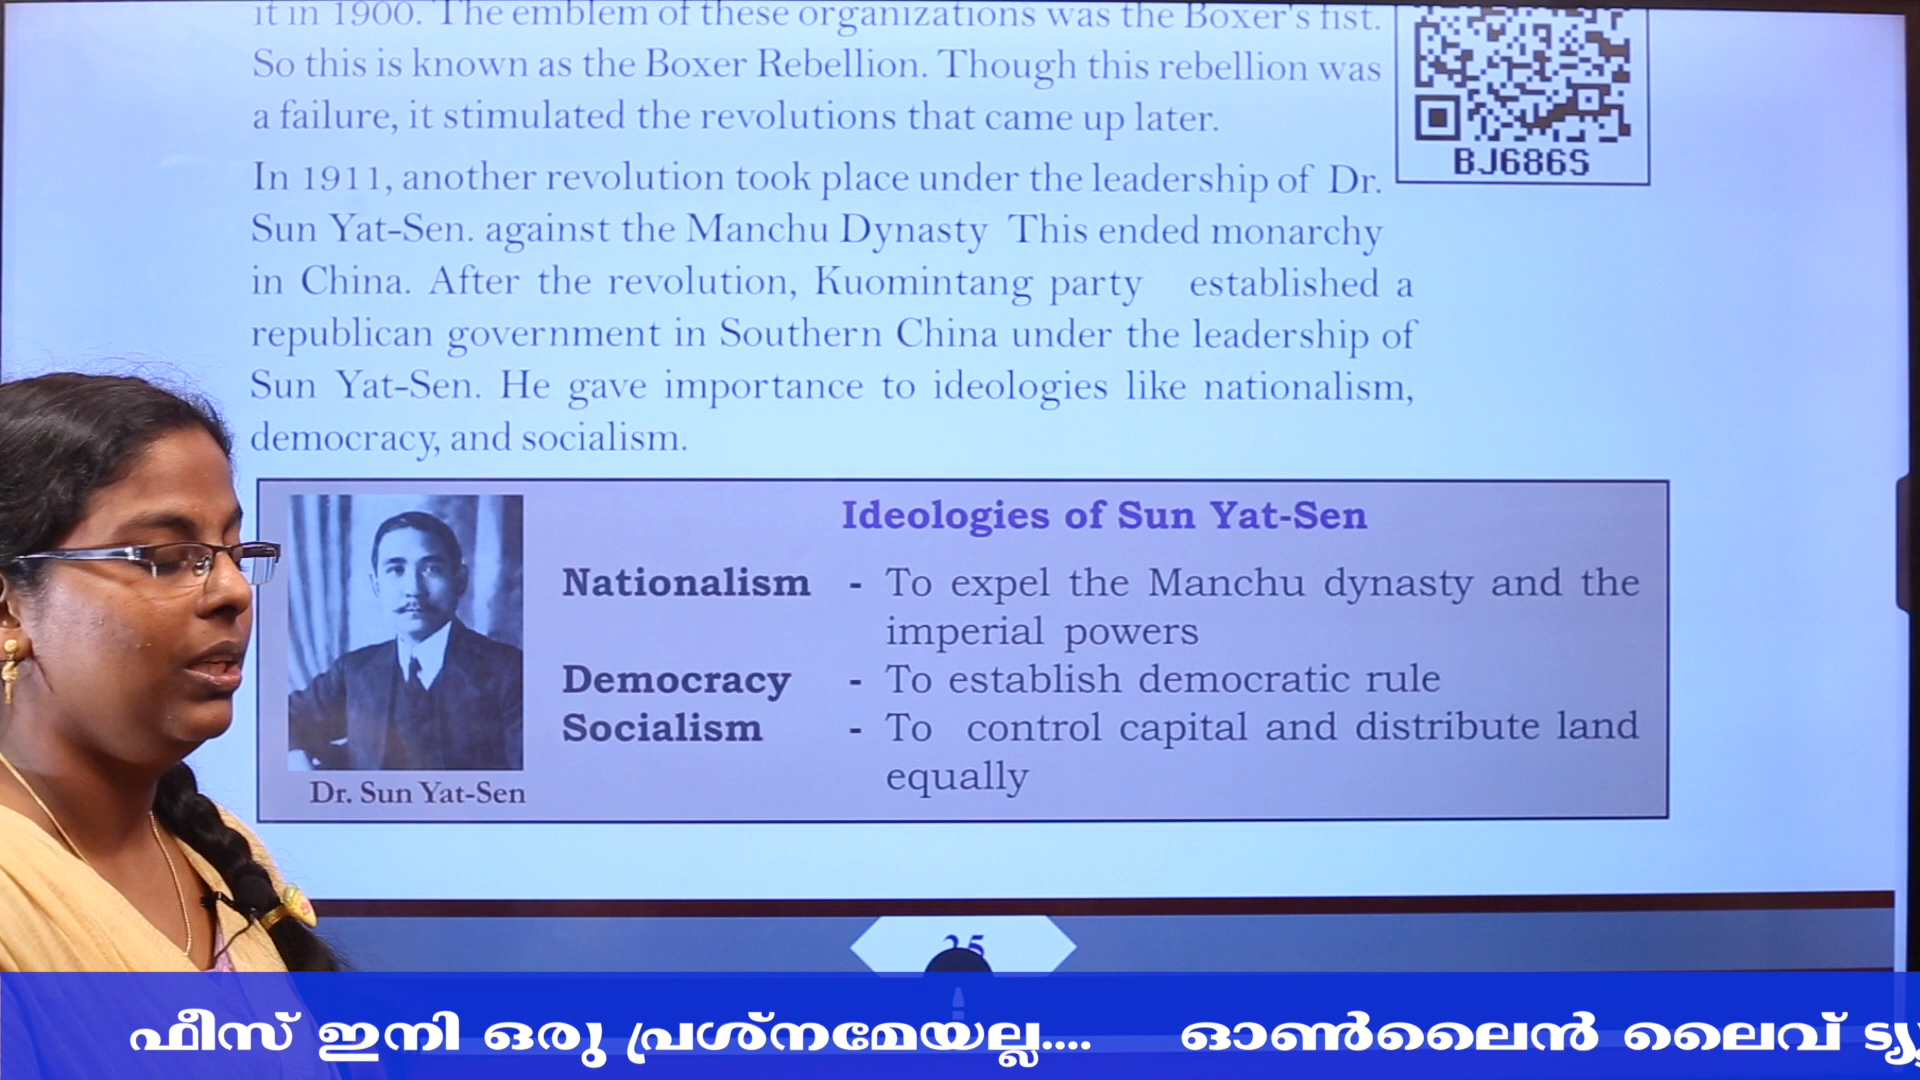 it in 1900. The emblem of these organizations was the Boxer's fist.
So this is known as the Boxer Rebellion. Though this rebellion was
a failure, it stimulated the revolutions that came up later.
BJ686S
In 1911, another revolution took place under the leadership of Dr.
Sun Yat-Sen. against the Manchu Dynasty This ended monarchy
in China. After the revolution, Kuomintang party established a
republican government in Southern China under the leadership of
Sun Yat-Sen. He gave importance to ideologies like nationalism,
democracy, and socialism.
Ideologies of Sun Yat-Sen
Nationalism - To expel the Manchu dynasty and the
imperial powers
Democracy - To establish democratic rule
Socialism - To control capital and distribute land
equally
Dr. Sun Yat-Sen
ഫീസ് ഇനി ഒരു പ്രശ്നമേയല്ല.... ഓൺലൈൻ ലൈവ്